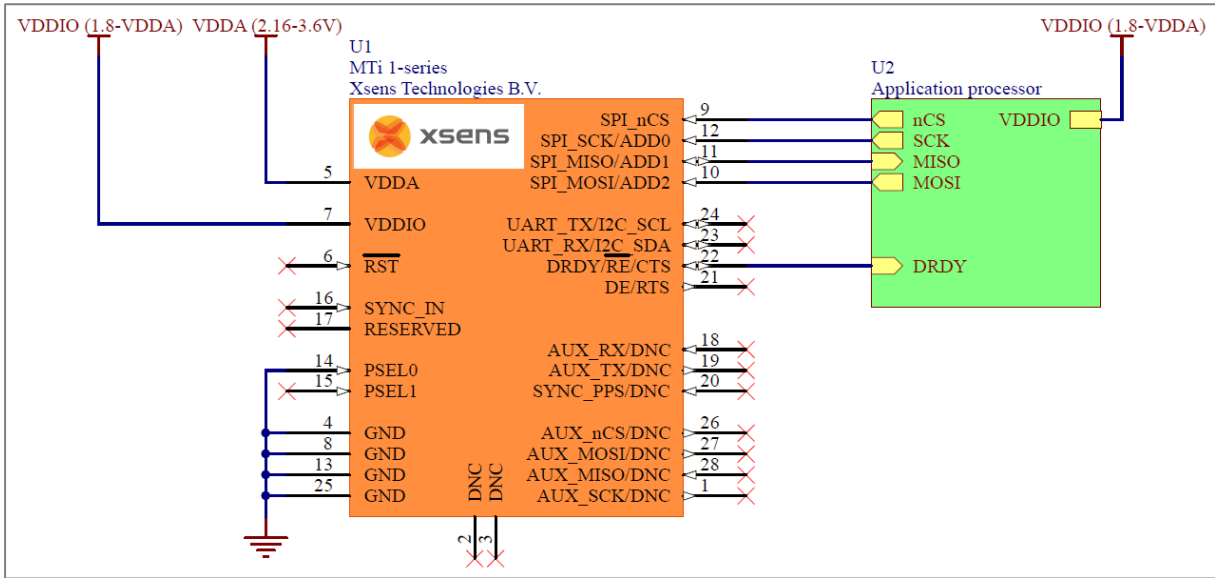 VDDIO (1.8-VDDA) VDDA (2.16-3.6V) VDDIO (1.8-VDDA)
U1
MTi 1-series
Xsens Technologies B.V.
U2
Application processor
xsens
5 VDDA
7 VDDIO
6 RST
16 SYNC_IN
17 RESERVED
14 PSEL0
15 PSEL1
4 GND
8 GND
13 GND
25 GND
SPI_nCS 9
SPI_SCK/ADD0 12
SPI_MISO/ADD1 11
SPI_MOSI/ADD2 10
UART_TX/I2C_SCL 24
UART_RX/I2C_SDA 23
DRDY/RE/CTS 22
DE/RTS 21
AUX_RX/DNC 18
AUX_TX/DNC 19
SYNC_PPS/DNC 20
AUX_nCS/DNC 26
AUX_MOSI/DNC 27
AUX_MISO/DNC 28
AUX_SCK/DNC 1
DNC 2
DNC 3
nCS VDDIO
SCK
MISO
MOSI
DRDY